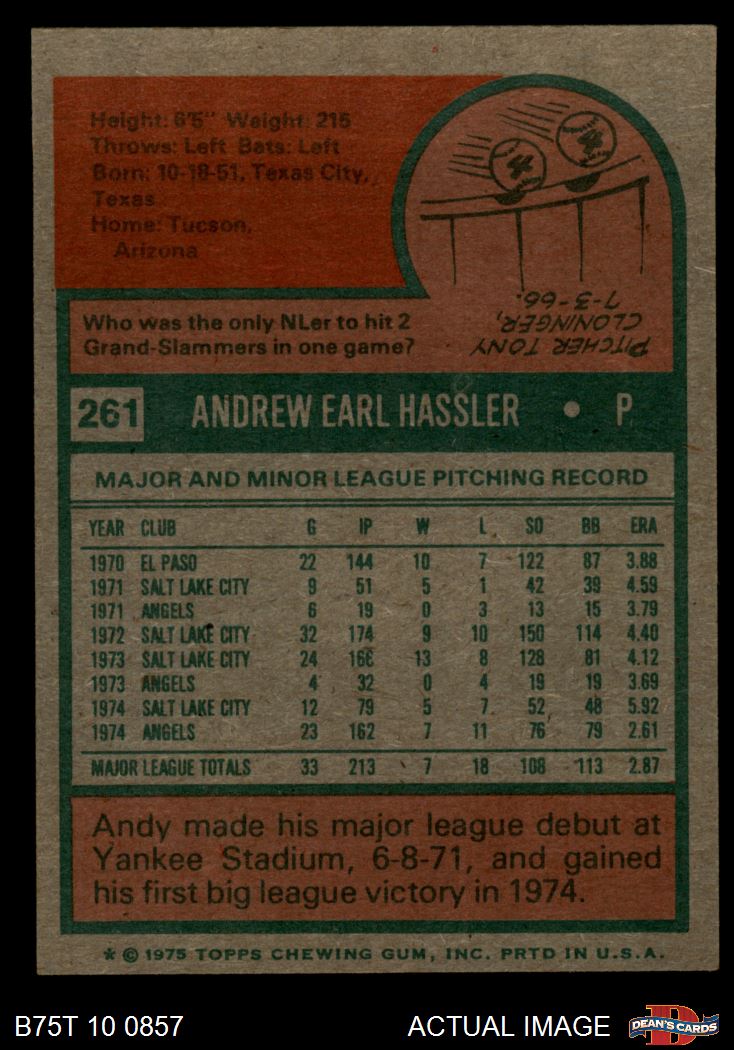 Height: 6'5" Weight: 215
Throws: Left Bats: Left
Born: 10-18-51, Texas City,
Texas
Home: Tucson,
Arizona
Who was the only NLer to hit 2
Grand-Slammers in one game?
PITCHER TONY
CLONINGER,
7-3-66.
261 ANDREW EARL HASSLER • P
MAJOR AND MINOR LEAGUE PITCHING RECORD
YEAR CLUB G IP W L SO BB ERA
1970 EL PASO 22 144 10 7 122 87 3.88
1971 SALT LAKE CITY 9 51 5 1 42 39 4.59
1971 ANGELS 6 19 0 3 13 15 3.79
1972 SALT LAKE CITY 32 174 9 10 150 114 4.40
1973 SALT LAKE CITY 24 166 13 8 128 81 4.12
1973 ANGELS 4 32 0 4 19 19 3.69
1974 SALT LAKE CITY 12 79 5 7 52 48 5.92
1974 ANGELS 23 162 7 11 76 79 2.61
MAJOR LEAGUE TOTALS 33 213 7 18 108 113 2.87
Andy made his major league debut at
Yankee Stadium, 6-8-71, and gained
his first big league victory in 1974.
* © 1975 TOPPS CHEWING GUM, INC. PRTD IN U.S.A.
B75T 10 0857 ACTUAL IMAGE DEAN'S CARDS